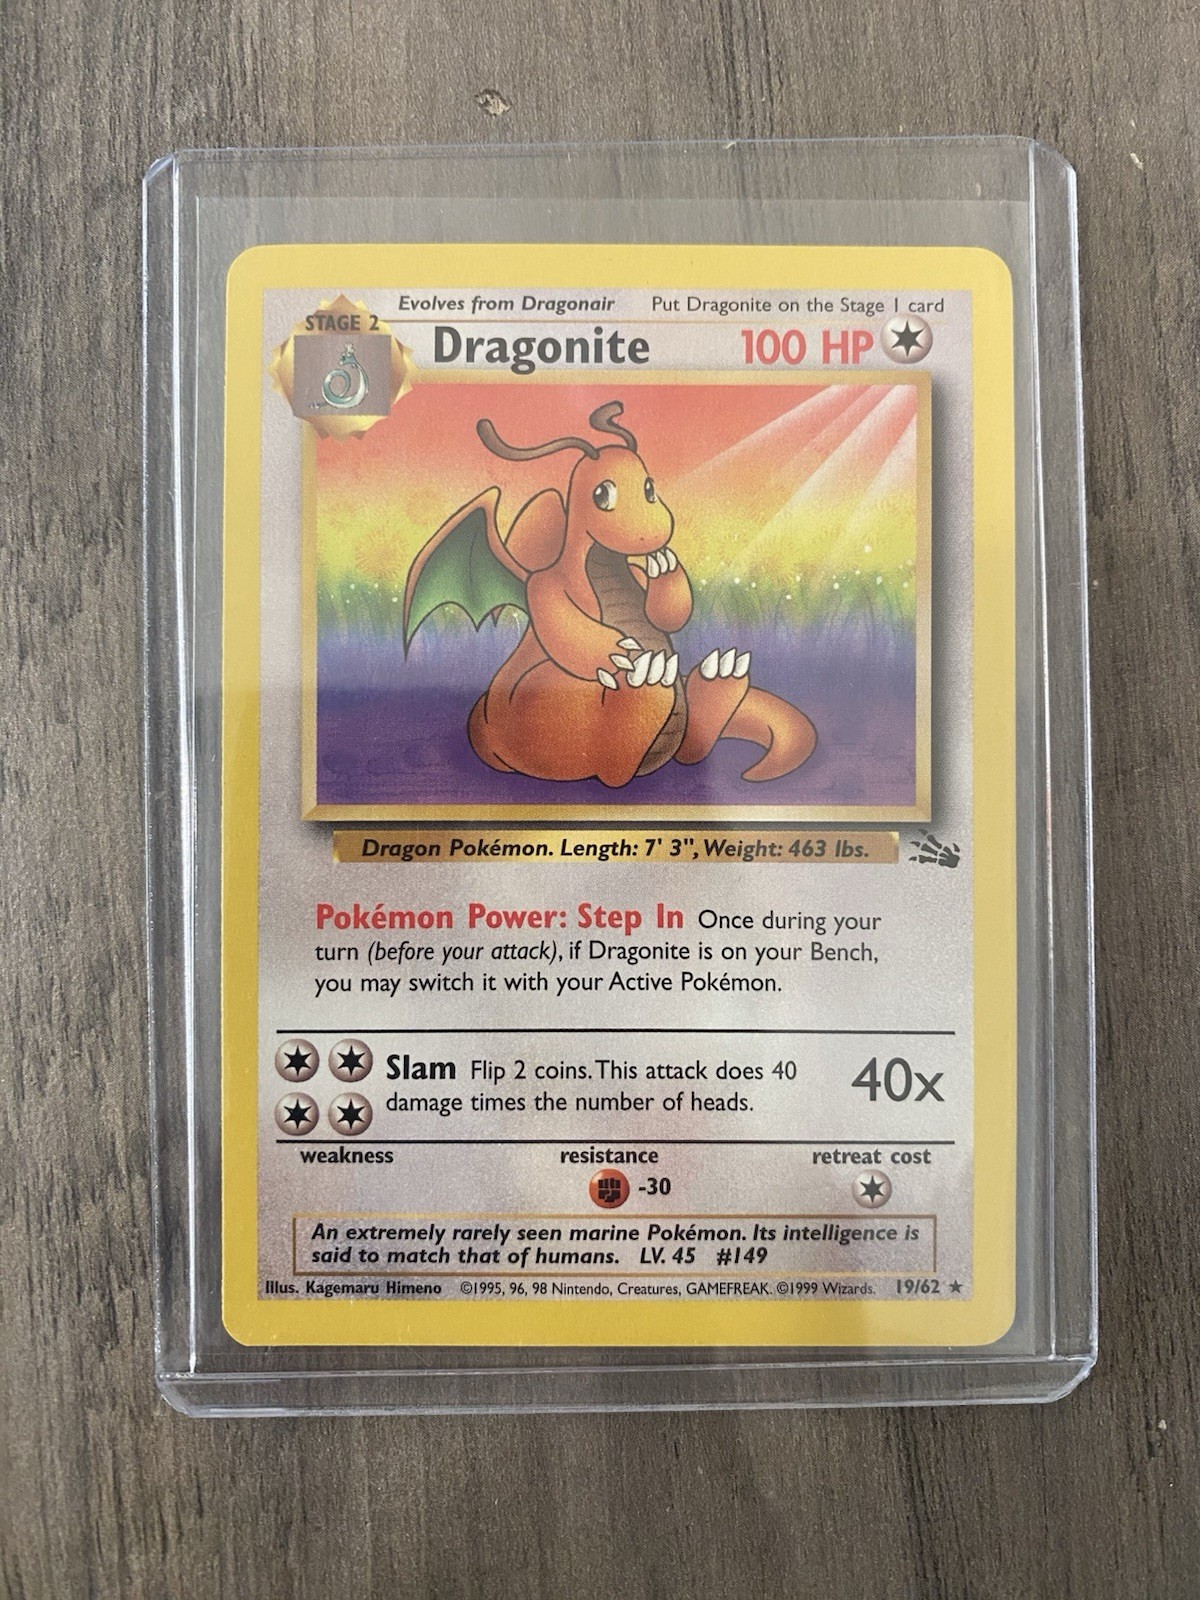 Evolves from Dragonair Put Dragonite on the Stage 1 card
STAGE 2
Dragonite 100 HP
Dragon Pokémon. Length: 7' 3", Weight: 463 lbs.
Pokémon Power: Step In Once during your
turn (before your attack), if Dragonite is on your Bench,
you may switch it with your Active Pokémon.
Slam Flip 2 coins. This attack does 40
damage times the number of heads.
40x
weakness resistance retreat cost
-30
An extremely rarely seen marine Pokémon. Its intelligence is
said to match that of humans. LV. 45 #149
Illus. Kagemaru Himeno ©1995, 96, 98 Nintendo, Creatures, GAMEFREAK. ©1999 Wizards. 19/62 ★